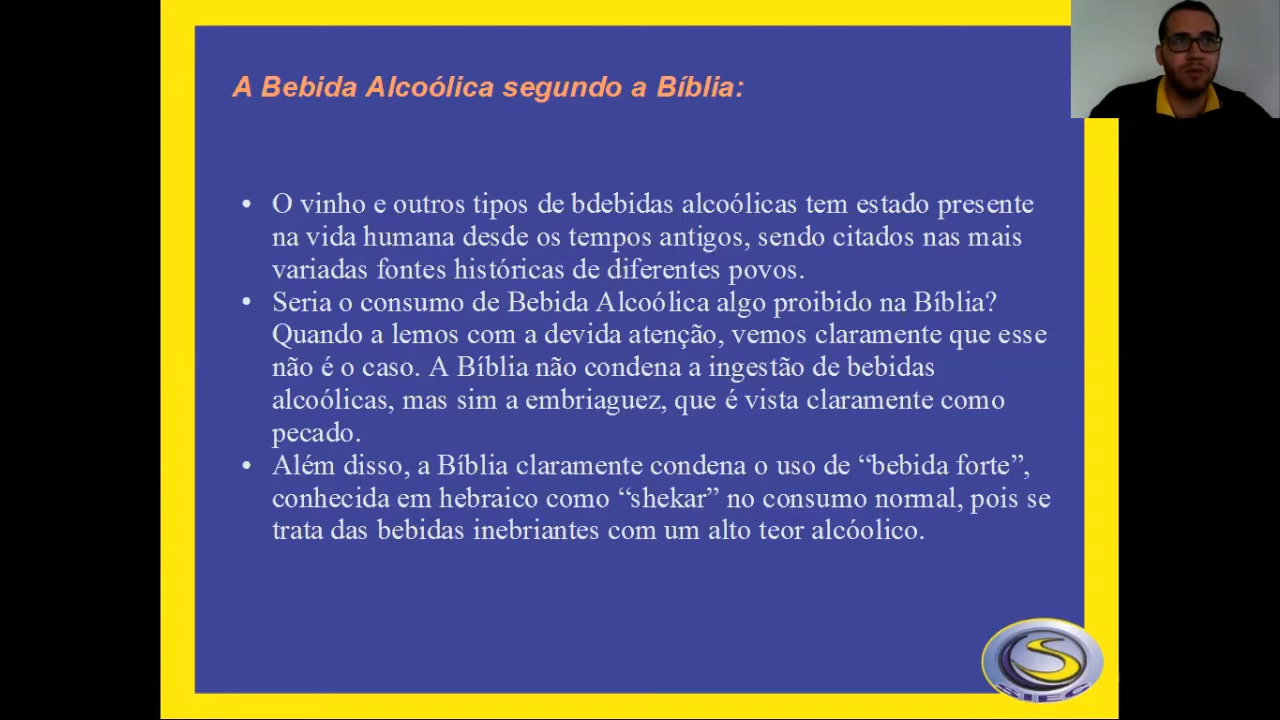 A Bebida Alcoólica segundo a Bíblia:
• O vinho e outros tipos de bdebidas alcoólicas tem estado presente
na vida humana desde os tempos antigos, sendo citados nas mais
variadas fontes históricas de diferentes povos.
• Seria o consumo de Bebida Alcoólica algo proibido na Bíblia?
Quando a lemos com a devida atenção, vemos claramente que esse
não é o caso. A Bíblia não condena a ingestão de bebidas
alcoólicas, mas sim a embriaguez, que é vista claramente como
pecado.
• Além disso, a Bíblia claramente condena o uso de “bebida forte”,
conhecida em hebraico como “shekar” no consumo normal, pois se
trata das bebidas inebriantes com um alto teor alcóolico.